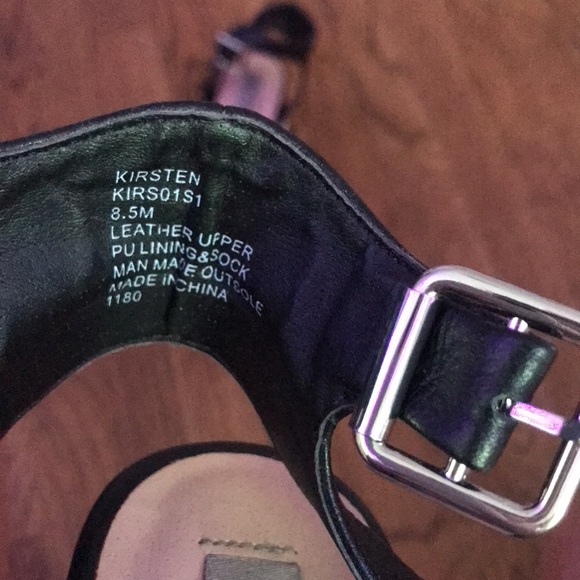 KIRSTEN
KIRS01S1
8.5M
LEATHER UPPER
PU LINING&SOCK
MAN MADE OUTSOLE
MADE IN CHINA
1180